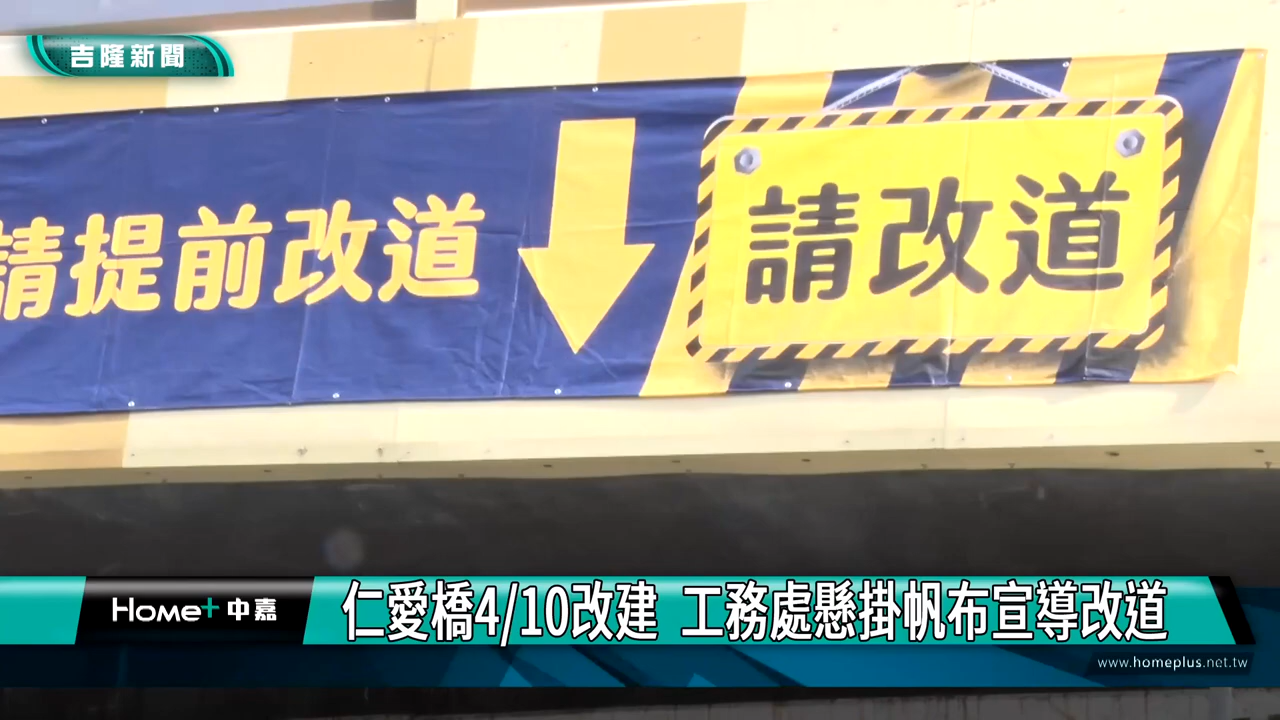 吉隆新聞
請提前改道
請改道
Home+中嘉
仁愛橋4/10改建 工務處懸掛帆布宣導改道
www.homeplus.net.tw